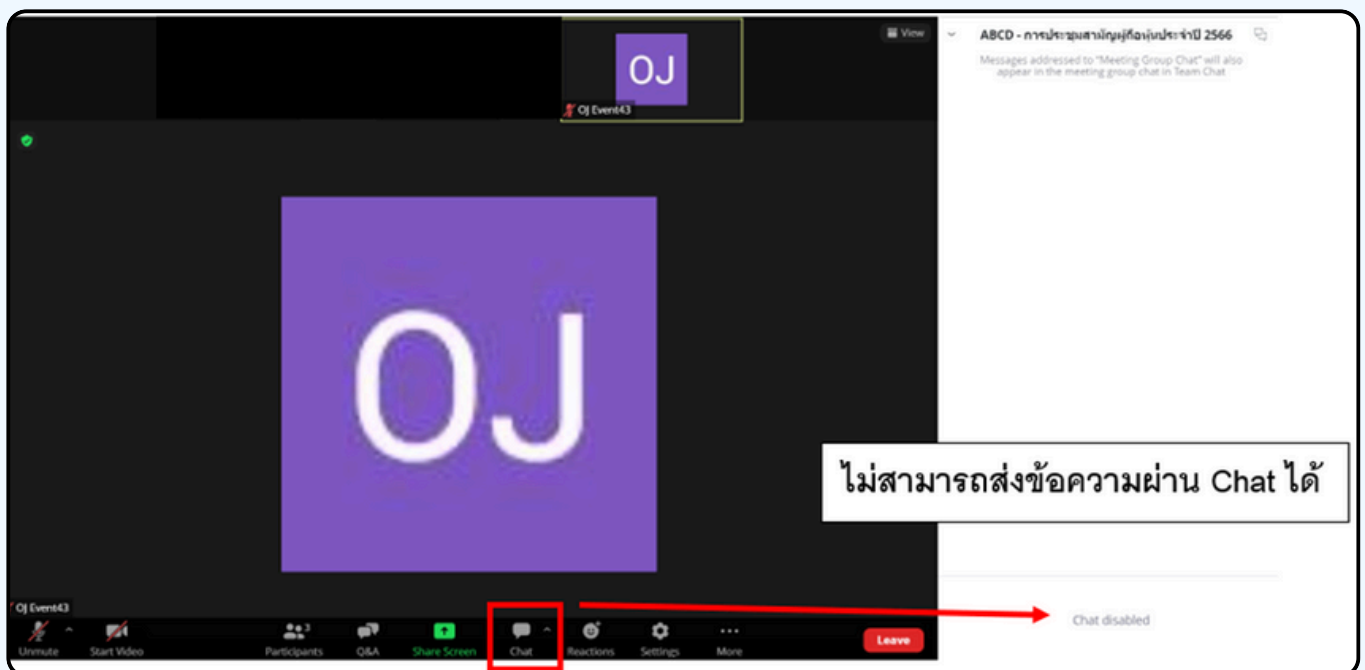 View
ABCD - การประชุมสามัญผู้ถือหุ้นประจำปี 2566
Messages addressed to "Meeting Group Chat" will also
appear in the meeting group chat in Team Chat
OJ
OJ Event43
OJ
ไม่สามารถส่งข้อความผ่าน Chat ได้
OJ Event43
Chat disabled
3
Unmute Start Video Participants Q&A Share Screen Chat Reactions Settings More Leave